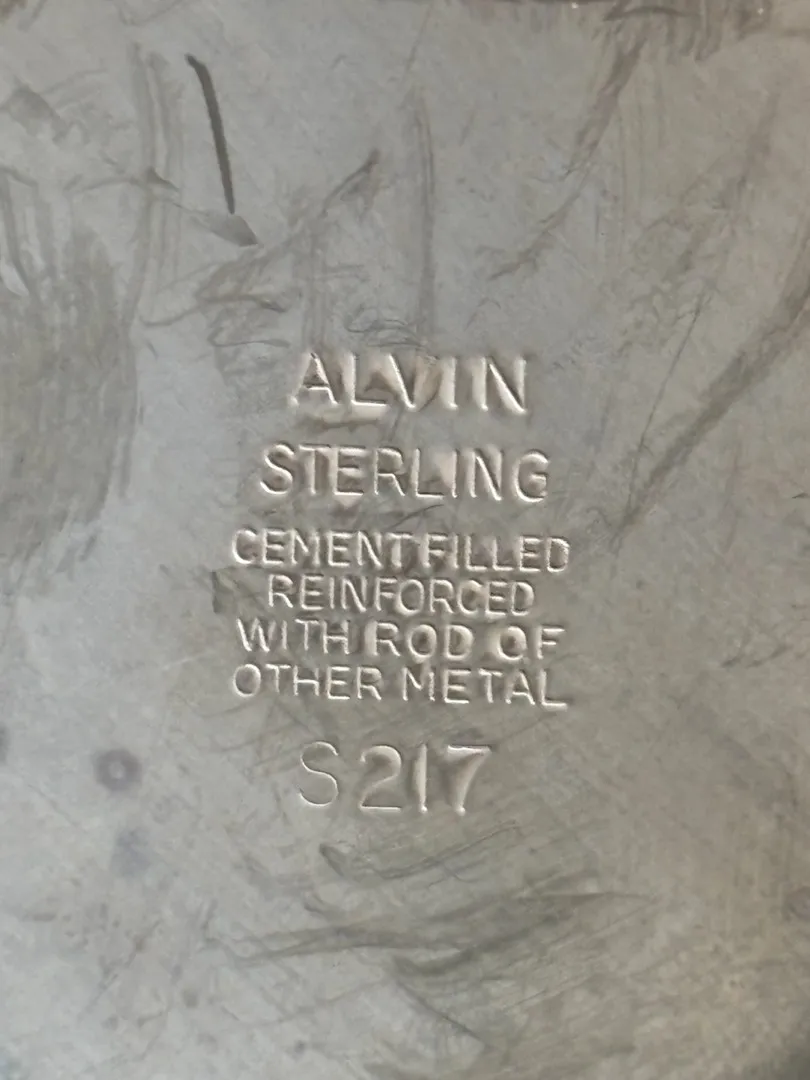 ALVIN
STERLING
CEMENT FILLED
REINFORCED
WITH ROD OF
OTHER METAL
S217